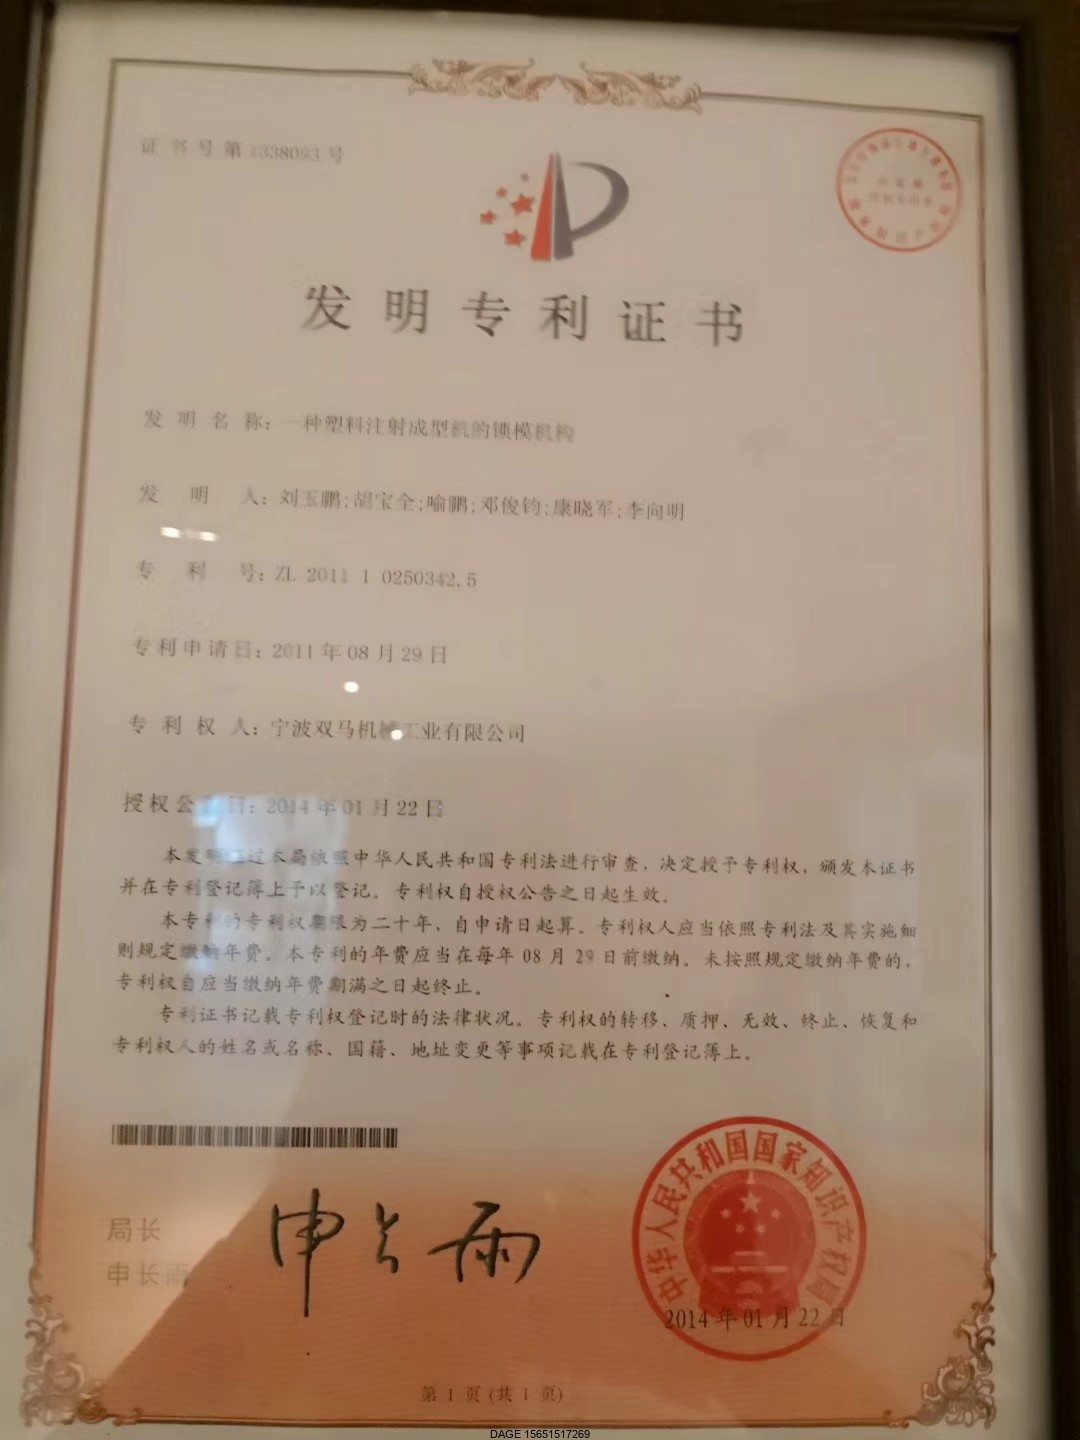 证书号第1338093号
发明专利证书
发明名称：一种塑料注射成型机的锁模机构
发明人：刘玉鹏;胡宝全;喻鹏;邓俊钧;康晓军;李向明
专利号：ZL 2011 1 0250342.5
专利申请日：2011年08月29日
专利权人：宁波双马机械工业有限公司
授权公告日：2014年01月22日
本发明经过本局依照中华人民共和国专利法进行审查，决定授予专利权，颁发本证书
并在专利登记簿上予以登记。专利权自授权公告之日起生效。
本专利的专利权期限为二十年，自申请日起算。专利权人应当依照专利法及其实施细
则规定缴纳年费。本专利的年费应当在每年08月29日前缴纳。未按照规定缴纳年费的，
专利权自应当缴纳年费期满之日起终止。
专利证书记载专利权登记时的法律状况。专利权的转移、质押、无效、终止、恢复和
专利权人的姓名或名称、国籍、地址变更等事项记载在专利登记簿上。
局长
申长雨
申长雨
中华人民共和国国家知识产权局
2014年01月22日
第1页(共1页)
DAGE 15651517269